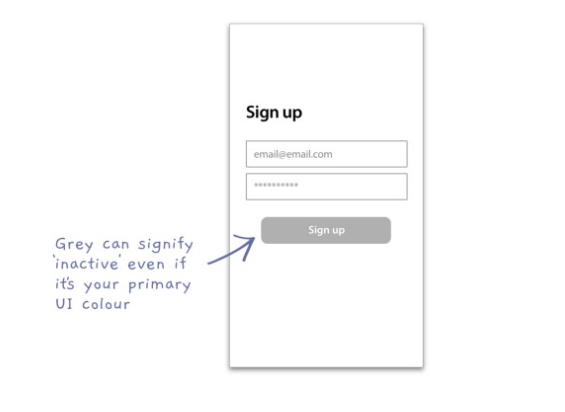 Sign up
email@email.com
**********
Sign up
Grey can signify
'inactive' even if
it's your primary
UI colour